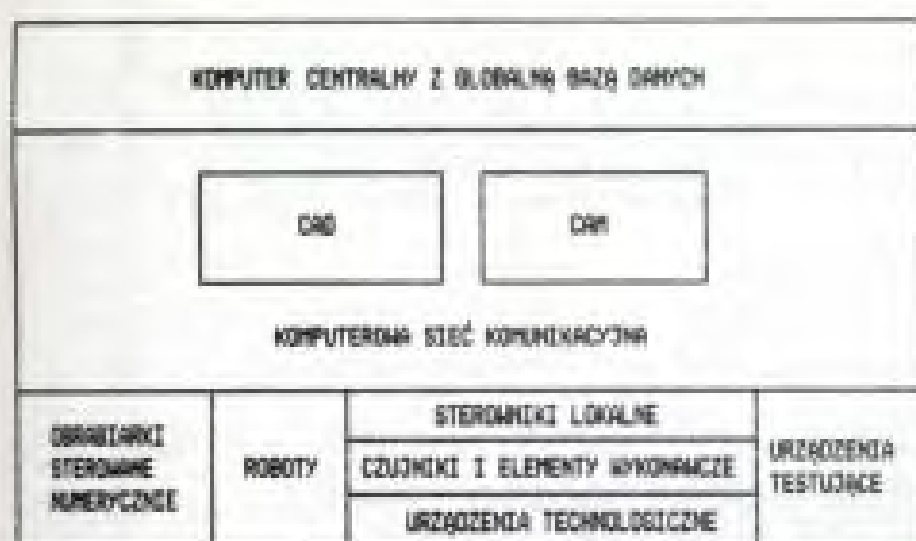 KOMPUTER CENTRALNY Z GLOBALNĄ BAZĄ DANYCH
CAD
CAM
KOMPUTEROWA SIEĆ KOMUNIKACYJNA
OBRABIARKI
STEROWANE
NUMERYCZNIE
ROBOTY
STEROWNIKI LOKALNE
CZUJNIKI I ELEMENTY WYKONAWCZE
URZĄDZENIA TECHNOLOGICZNE
URZĄDZENIA
TESTUJĄCE